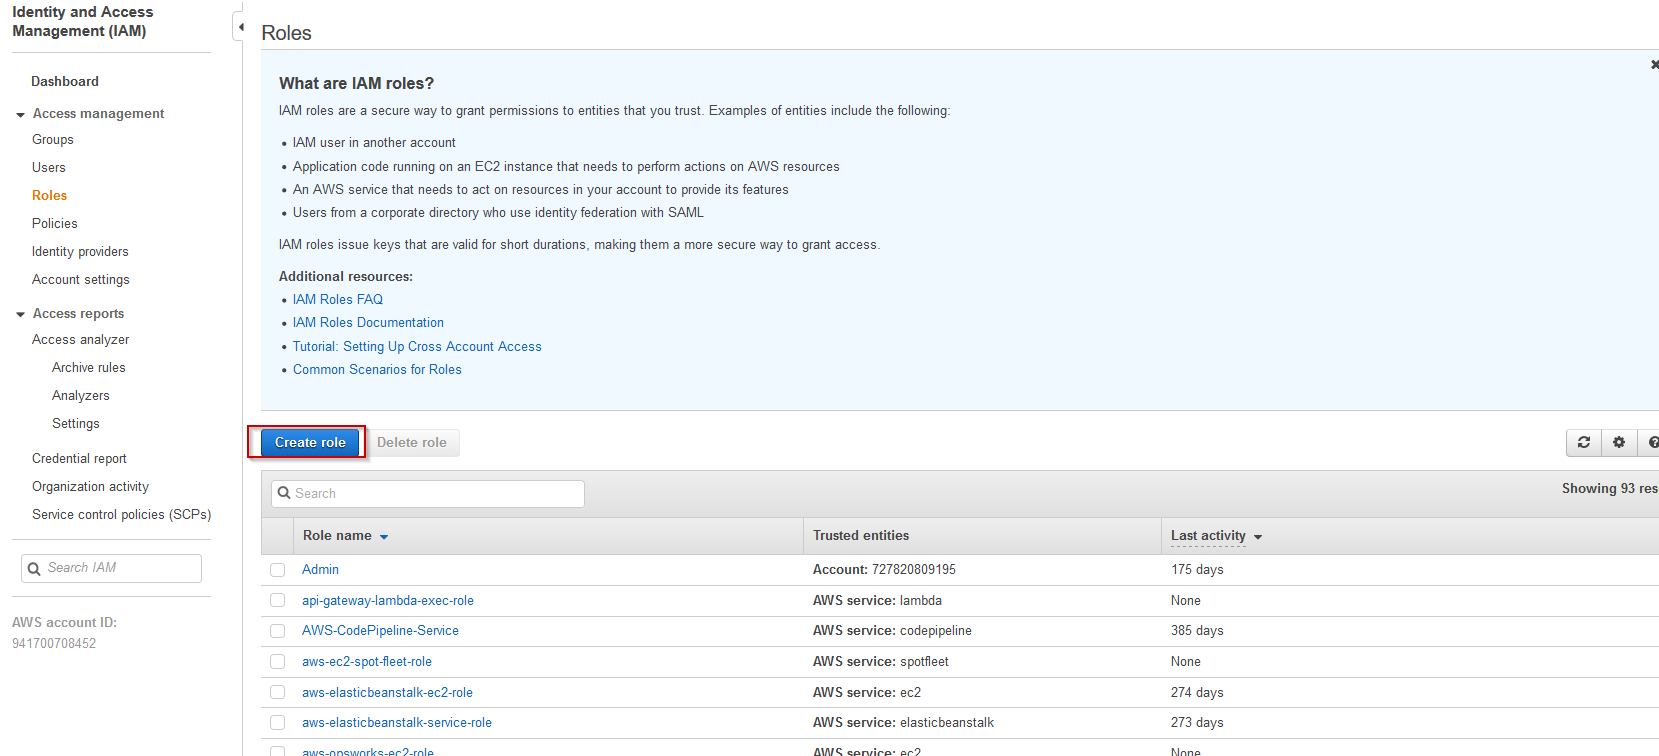 Identity and Access
Management (IAM)
Dashboard
Access management
Groups
Users
Roles
Policies
Identity providers
Account settings
Access reports
Access analyzer
Archive rules
Analyzers
Settings
Credential report
Organization activity
Service control policies (SCPs)
Search IAM
AWS account ID:
941700708452
Roles
What are IAM roles?
IAM roles are a secure way to grant permissions to entities that you trust. Examples of entities include the following:
• IAM user in another account
• Application code running on an EC2 instance that needs to perform actions on AWS resources
• An AWS service that needs to act on resources in your account to provide its features
• Users from a corporate directory who use identity federation with SAML
IAM roles issue keys that are valid for short durations, making them a more secure way to grant access.
Additional resources:
• IAM Roles FAQ
• IAM Roles Documentation
• Tutorial: Setting Up Cross Account Access
• Common Scenarios for Roles
Create role Delete role
Search
Showing 93 res
Role name Trusted entities Last activity
Admin Account: 727820809195 175 days
api-gateway-lambda-exec-role AWS service: lambda None
AWS-CodePipeline-Service AWS service: codepipeline 385 days
aws-ec2-spot-fleet-role AWS service: spotfleet None
aws-elasticbeanstalk-ec2-role AWS service: ec2 274 days
aws-elasticbeanstalk-service-role AWS service: elasticbeanstalk 273 days
aws-opsworks-ec2-role AWS service: ec2 None